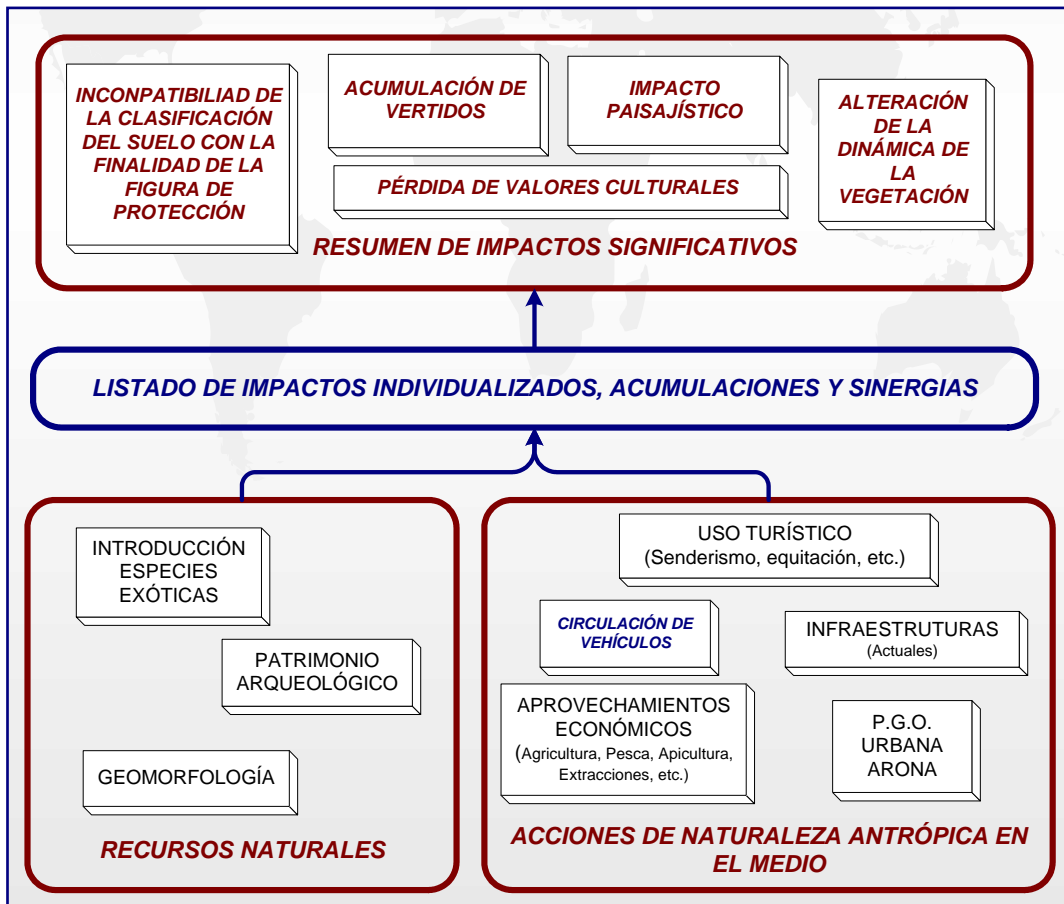 INCONPATIBILIAD DE
LA CLASIFICACIÓN
DEL SUELO CON LA
FINALIDAD DE LA
FIGURA DE
PROTECCIÓN
ACUMULACIÓN DE
VERTIDOS
IMPACTO
PAISAJÍSTICO
ALTERACIÓN
DE LA
DINÁMICA DE
LA
VEGETACIÓN
PÉRDIDA DE VALORES CULTURALES
RESUMEN DE IMPACTOS SIGNIFICATIVOS
LISTADO DE IMPACTOS INDIVIDUALIZADOS, ACUMULACIONES Y SINERGIAS
INTRODUCCIÓN
ESPECIES
EXÓTICAS
PATRIMONIO
ARQUEOLÓGICO
GEOMORFOLOGÍA
RECURSOS NATURALES
USO TURÍSTICO
(Senderismo, equitación, etc.)
CIRCULACIÓN DE
VEHÍCULOS
INFRAESTRUTURAS
(Actuales)
APROVECHAMIENTOS
ECONÓMICOS
(Agricultura, Pesca, Apicultura,
Extracciones, etc.)
P.G.O.
URBANA
ARONA
ACCIONES DE NATURALEZA ANTRÓPICA EN
EL MEDIO